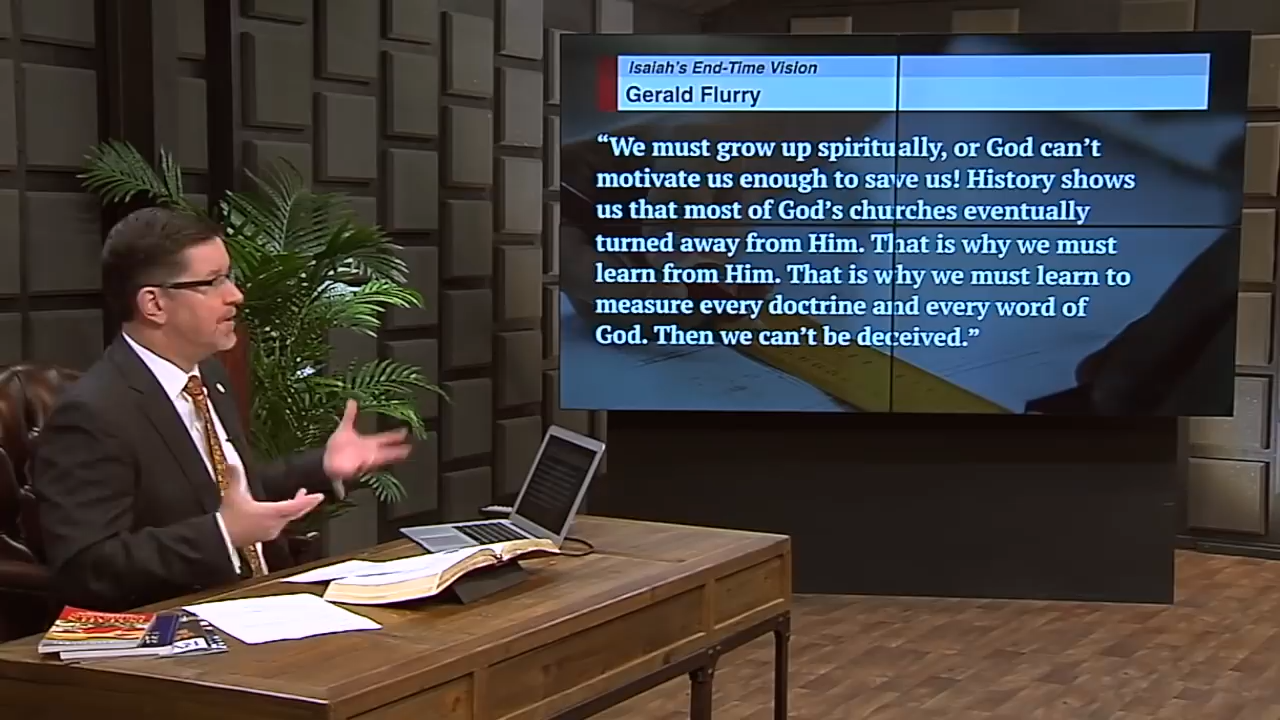 Isaiah's End-Time Vision
Gerald Flurry
“We must grow up spiritually, or God can’t
motivate us enough to save us! History shows
us that most of God’s churches eventually
turned away from Him. That is why we must
learn from Him. That is why we must learn to
measure every doctrine and every word of
God. Then we can’t be deceived.”